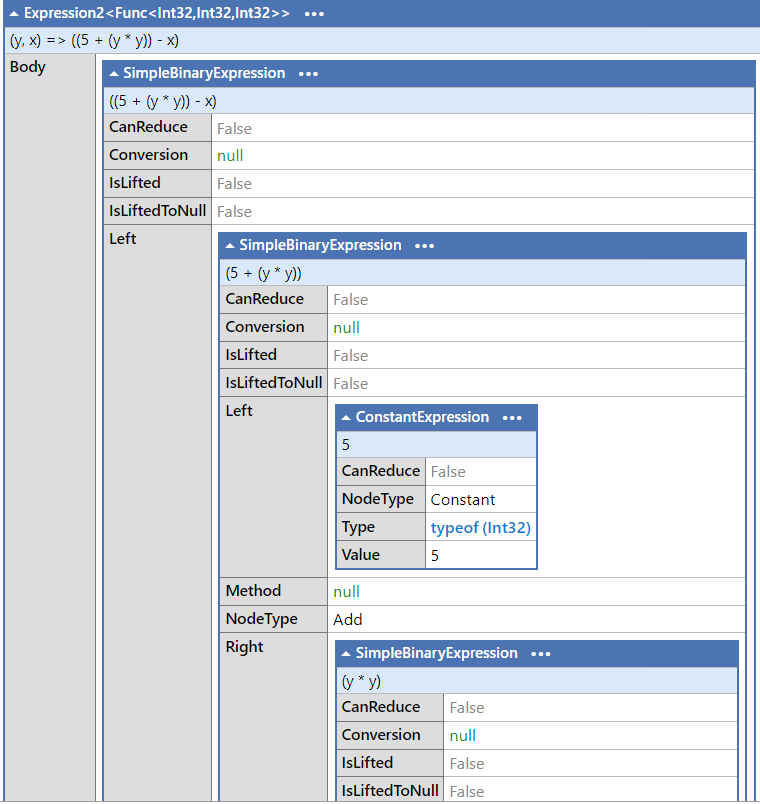 Expression2<Func<Int32,Int32,Int32>> •••
(y, x) => ((5 + (y * y)) - x)
Body
SimpleBinaryExpression •••
((5 + (y * y)) - x)
CanReduce False
Conversion null
IsLifted False
IsLiftedToNull False
Left
SimpleBinaryExpression •••
(5 + (y * y))
CanReduce False
Conversion null
IsLifted False
IsLiftedToNull False
Left
ConstantExpression •••
5
CanReduce False
NodeType Constant
Type typeof (Int32)
Value 5
Method null
NodeType Add
Right
SimpleBinaryExpression •••
(y * y)
CanReduce False
Conversion null
IsLifted False
IsLiftedToNull False